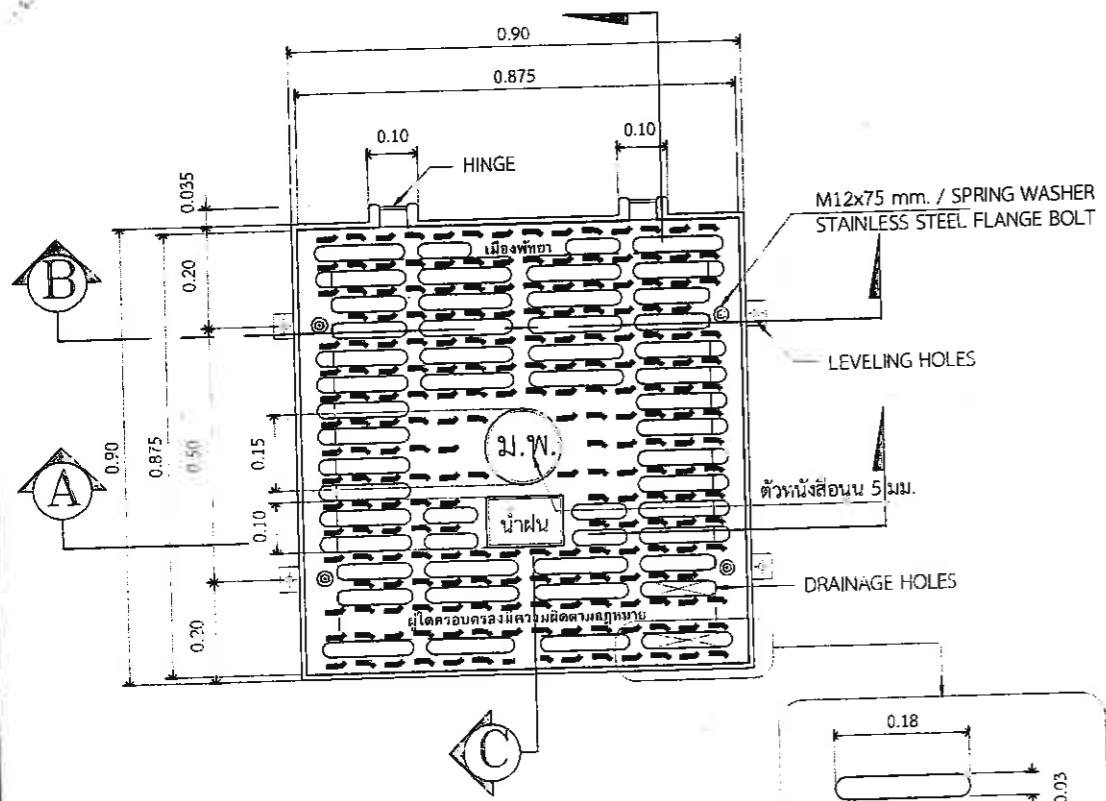 0.90
0.875
0.10
0.10
HINGE
0.035
M12x75 mm. / SPRING WASHER
STAINLESS STEEL FLANGE BOLT
เมืองพัทยา
B
0.20
LEVELING HOLES
0.90
0.875
0.50
0.15
ม.พ.
A
ตัวหนังสือนูน 5 มม.
0.10
น้ำฝน
DRAINAGE HOLES
ผู้ใดครอบครองมีความผิดตามกฎหมาย
0.20
C
0.18
0.03